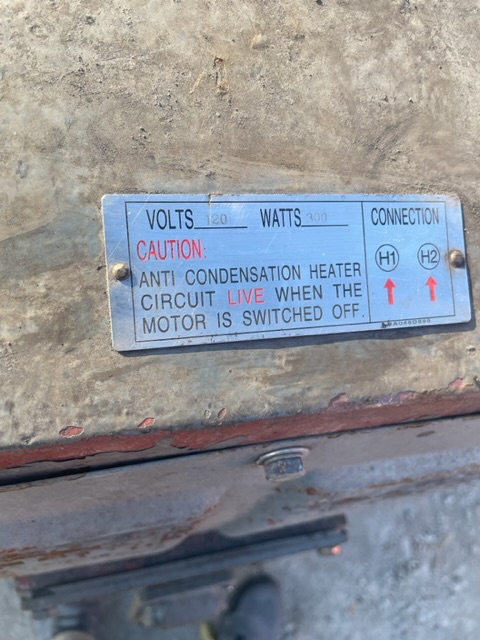 VOLTS 120 WATTS 300 CONNECTION
CAUTION:
H1 H2
ANTI CONDENSATION HEATER
CIRCUIT LIVE WHEN THE
MOTOR IS SWITCHED OFF.